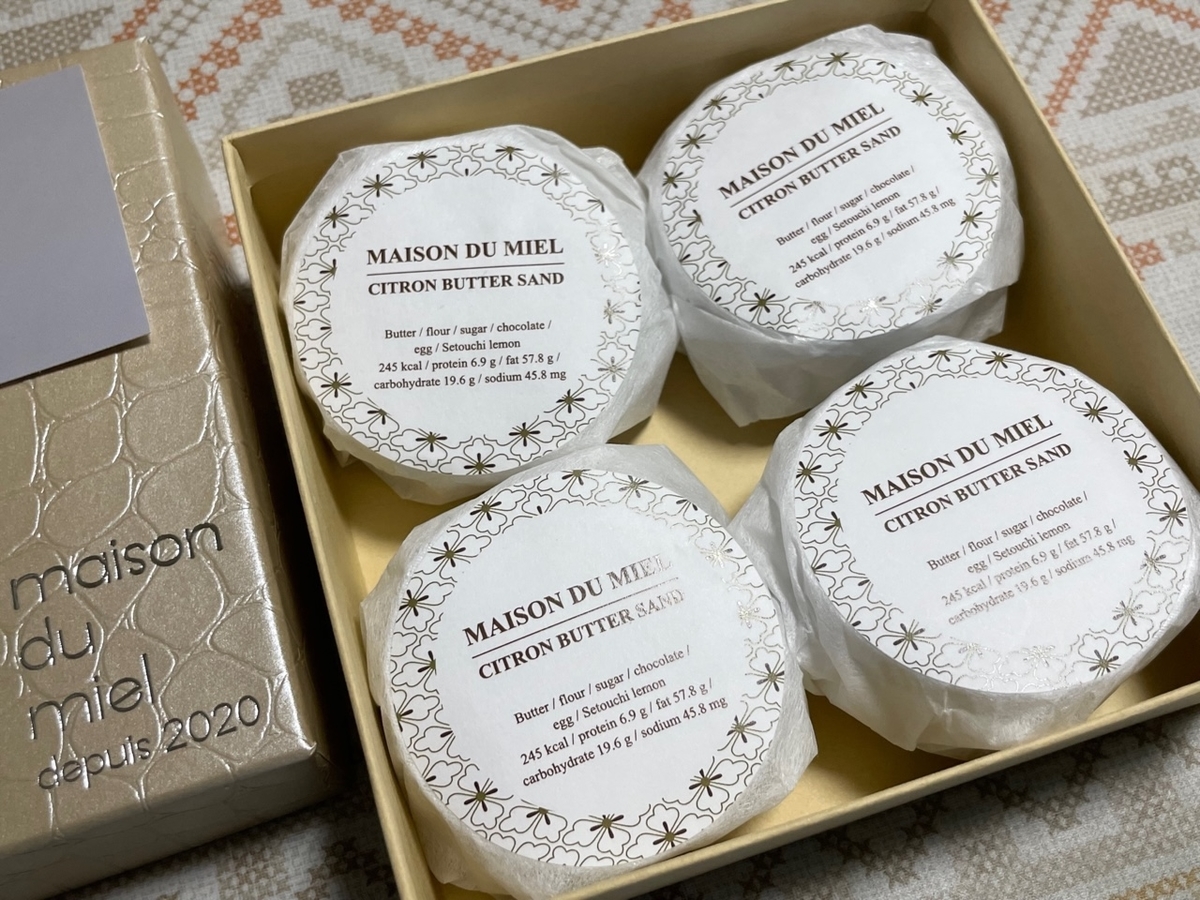 maison
du
miel
depuis 2020
MAISON DU MIEL
CITRON BUTTER SAND
Butter / flour / sugar / chocolate /
egg / Setouchi lemon
245 kcal / protein 6.9 g / fat 57.8 g /
carbohydrate 19.6 g / sodium 45.8 mg
MAISON DU MIEL
CITRON BUTTER SAND
Butter / flour / sugar / chocolate /
egg / Setouchi lemon
245 kcal / protein 6.9 g / fat 57.8 g /
carbohydrate 19.6 g / sodium 45.8 mg
MAISON DU MIEL
CITRON BUTTER SAND
Butter / flour / sugar / chocolate /
egg / Setouchi lemon
245 kcal / protein 6.9 g / fat 57.8 g /
carbohydrate 19.6 g / sodium 45.8 mg
MAISON DU MIEL
CITRON BUTTER SAND
Butter / flour / sugar / chocolate /
egg / Setouchi lemon
245 kcal / protein 6.9 g / fat 57.8 g /
carbohydrate 19.6 g / sodium 45.8 mg